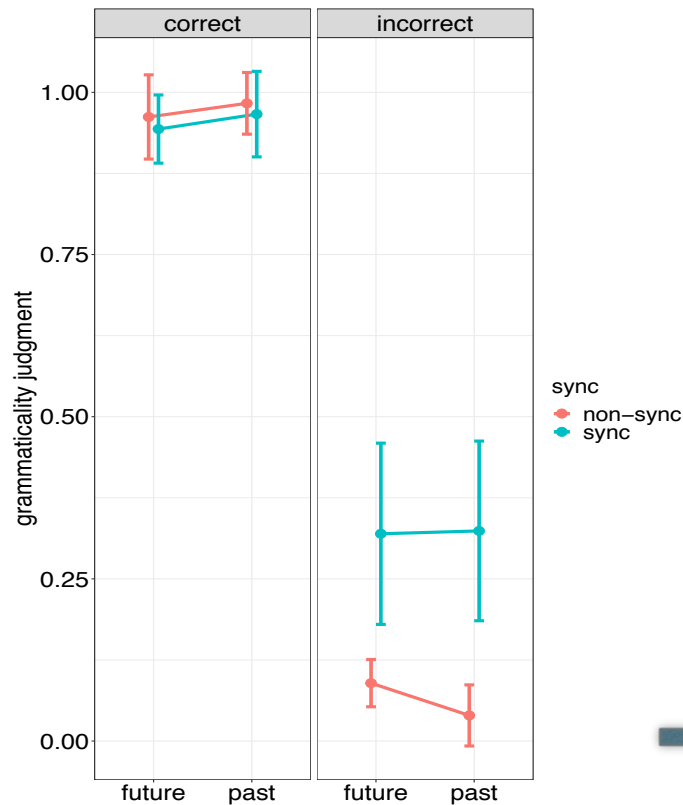 correct
incorrect
1.00
0.75
0.50
0.25
0.00
grammaticality judgment
future
past
future
past
sync
non-sync
sync